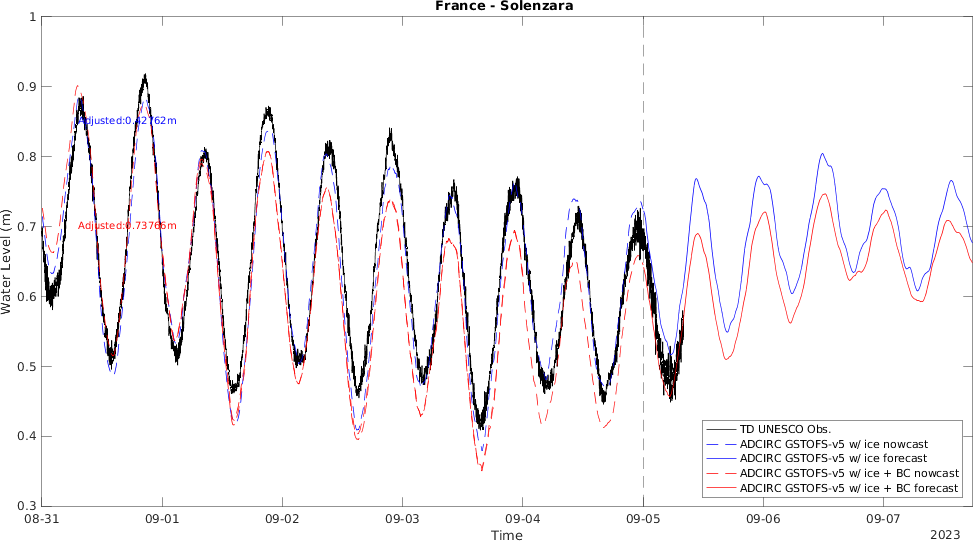 France - Solenzara
1
0.9
0.8
0.7
0.6
0.5
0.4
0.3
Water Level (m)
Adjusted:0.42762m
Adjusted:0.73766m
TD UNESCO Obs.
ADCIRC GSTOFS-v5 w/ ice nowcast
ADCIRC GSTOFS-v5 w/ ice forecast
ADCIRC GSTOFS-v5 w/ ice + BC nowcast
ADCIRC GSTOFS-v5 w/ ice + BC forecast
08-31 09-01 09-02 09-03 09-04 09-05 09-06 09-07
Time
2023